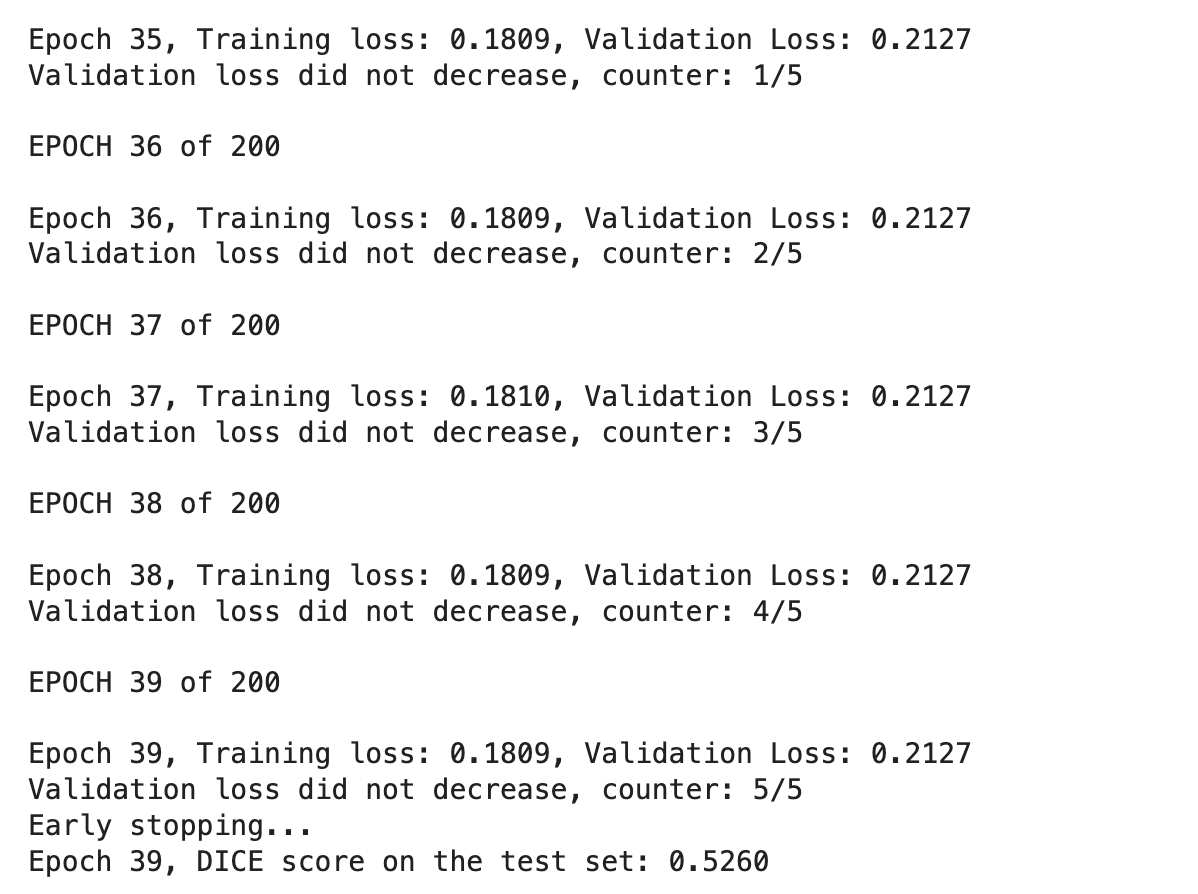 Epoch 35, Training loss: 0.1809, Validation Loss: 0.2127
Validation loss did not decrease, counter: 1/5
EPOCH 36 of 200
Epoch 36, Training loss: 0.1809, Validation Loss: 0.2127
Validation loss did not decrease, counter: 2/5
EPOCH 37 of 200
Epoch 37, Training loss: 0.1810, Validation Loss: 0.2127
Validation loss did not decrease, counter: 3/5
EPOCH 38 of 200
Epoch 38, Training loss: 0.1809, Validation Loss: 0.2127
Validation loss did not decrease, counter: 4/5
EPOCH 39 of 200
Epoch 39, Training loss: 0.1809, Validation Loss: 0.2127
Validation loss did not decrease, counter: 5/5
Early stopping...
Epoch 39, DICE score on the test set: 0.5260